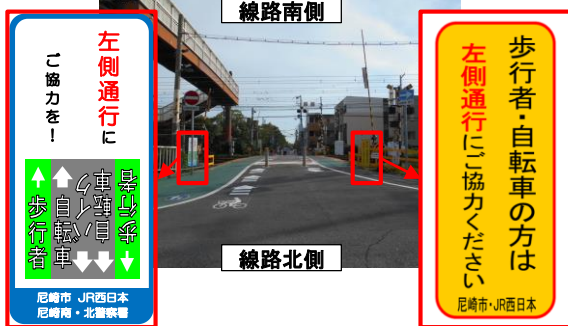 線路南側
左側通行に
ご協力を！
歩行者
自転車
バイク
自転車
歩行者
尼崎市 JR西日本
尼崎南・北警察署
歩行者・自転車の方は
左側通行にご協力ください
尼崎市・JR西日本
線路北側